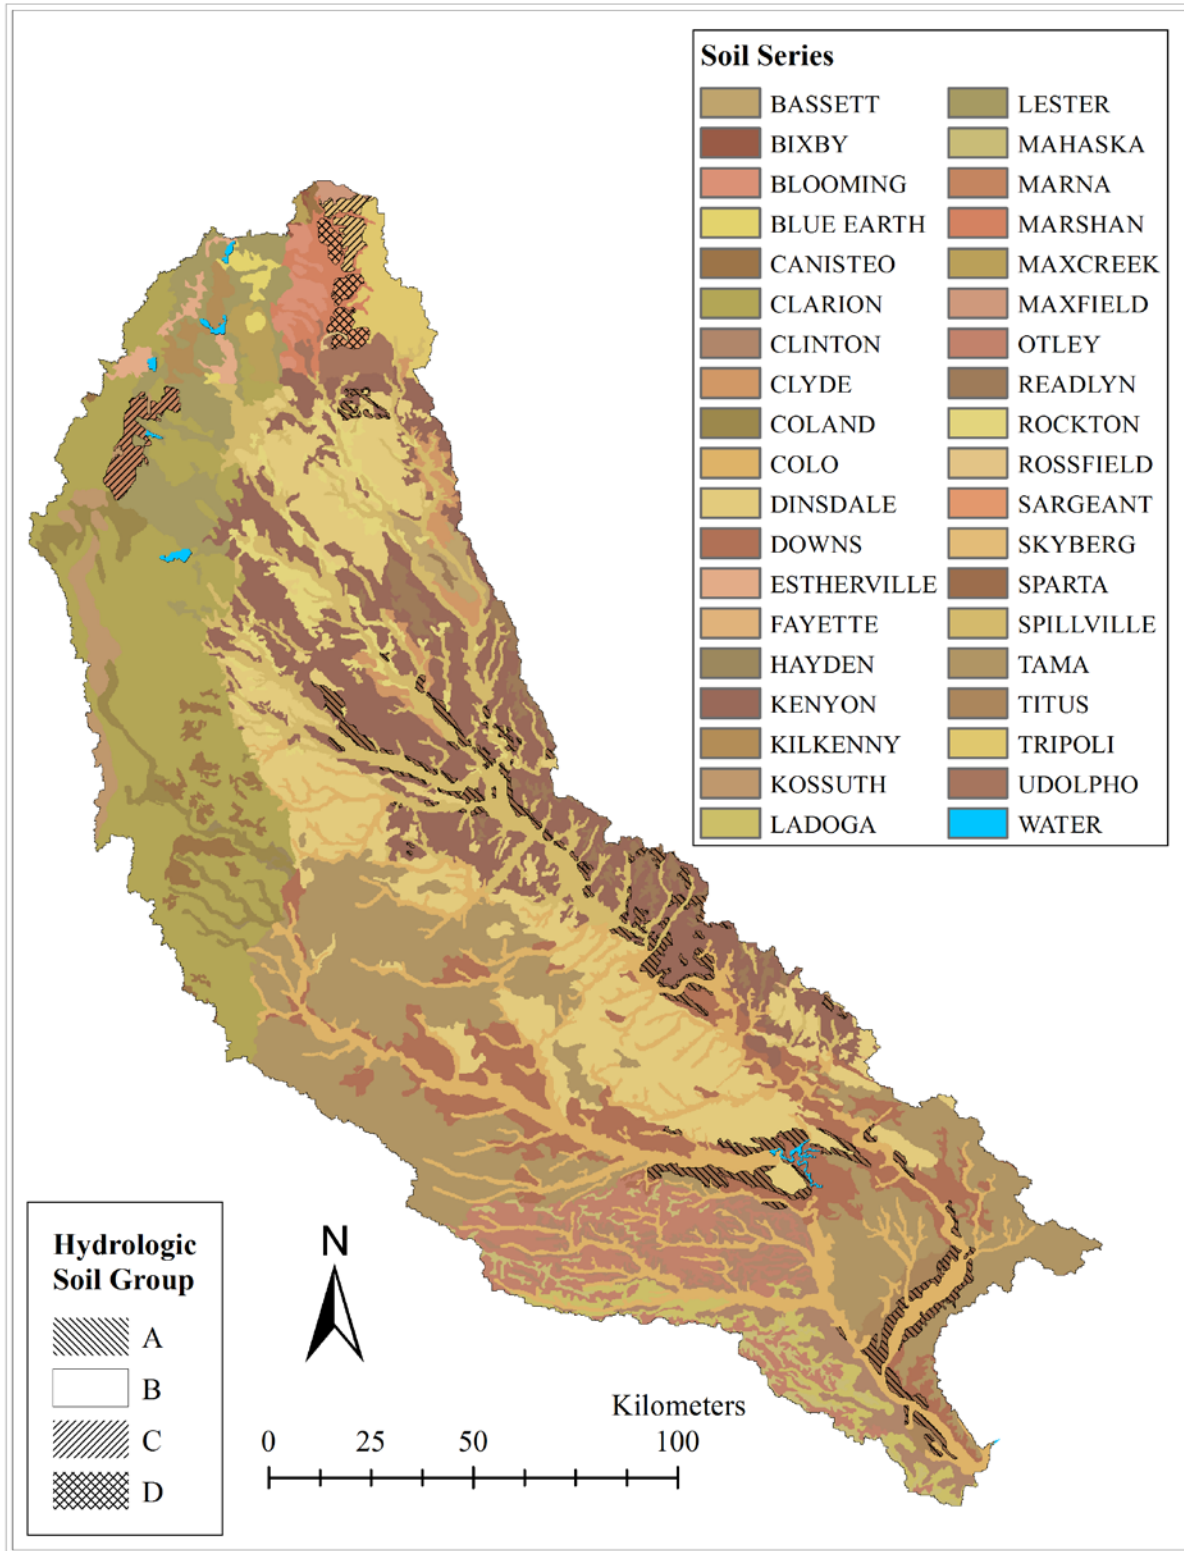 Soil Series
BASSETT
BIXBY
BLOOMING
BLUE EARTH
CANISTEO
CLARION
CLINTON
CLYDE
COLAND
COLO
DINSDALE
DOWNS
ESTHERVILLE
FAYETTE
HAYDEN
KENYON
KILKENNY
KOSSUTH
LADOGA
LESTER
MAHASKA
MARNA
MARSHAN
MAXCREEK
MAXFIELD
OTLEY
READLYN
ROCKTON
ROSSFIELD
SARGEANT
SKYBERG
SPARTA
SPILLVILLE
TAMA
TITUS
TRIPOLI
UDOLPHO
WATER
Hydrologic
Soil Group
A
B
C
D
N
Kilometers
0 25 50 100